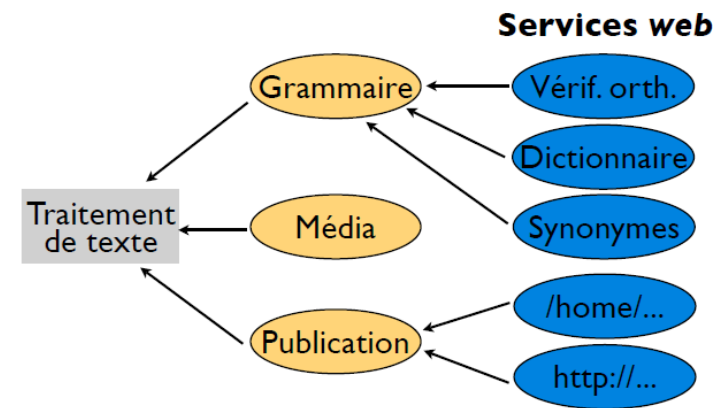 Services web
Grammaire
Vérif. orth.
Dictionnaire
Traitement
de texte
Média
Synonymes
Publication
/home/...
http://...